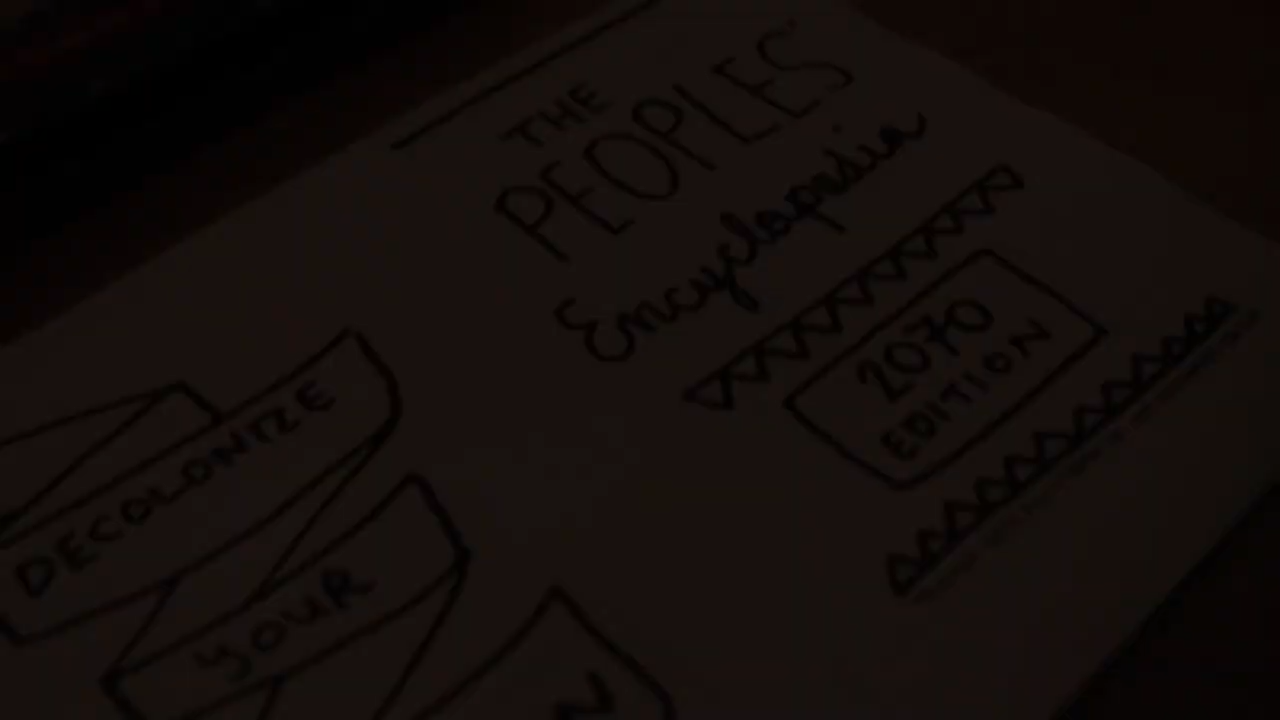 THE
PEOPLES
Encyclopedia
2070
EDITION
DECOLONIZE
YOUR